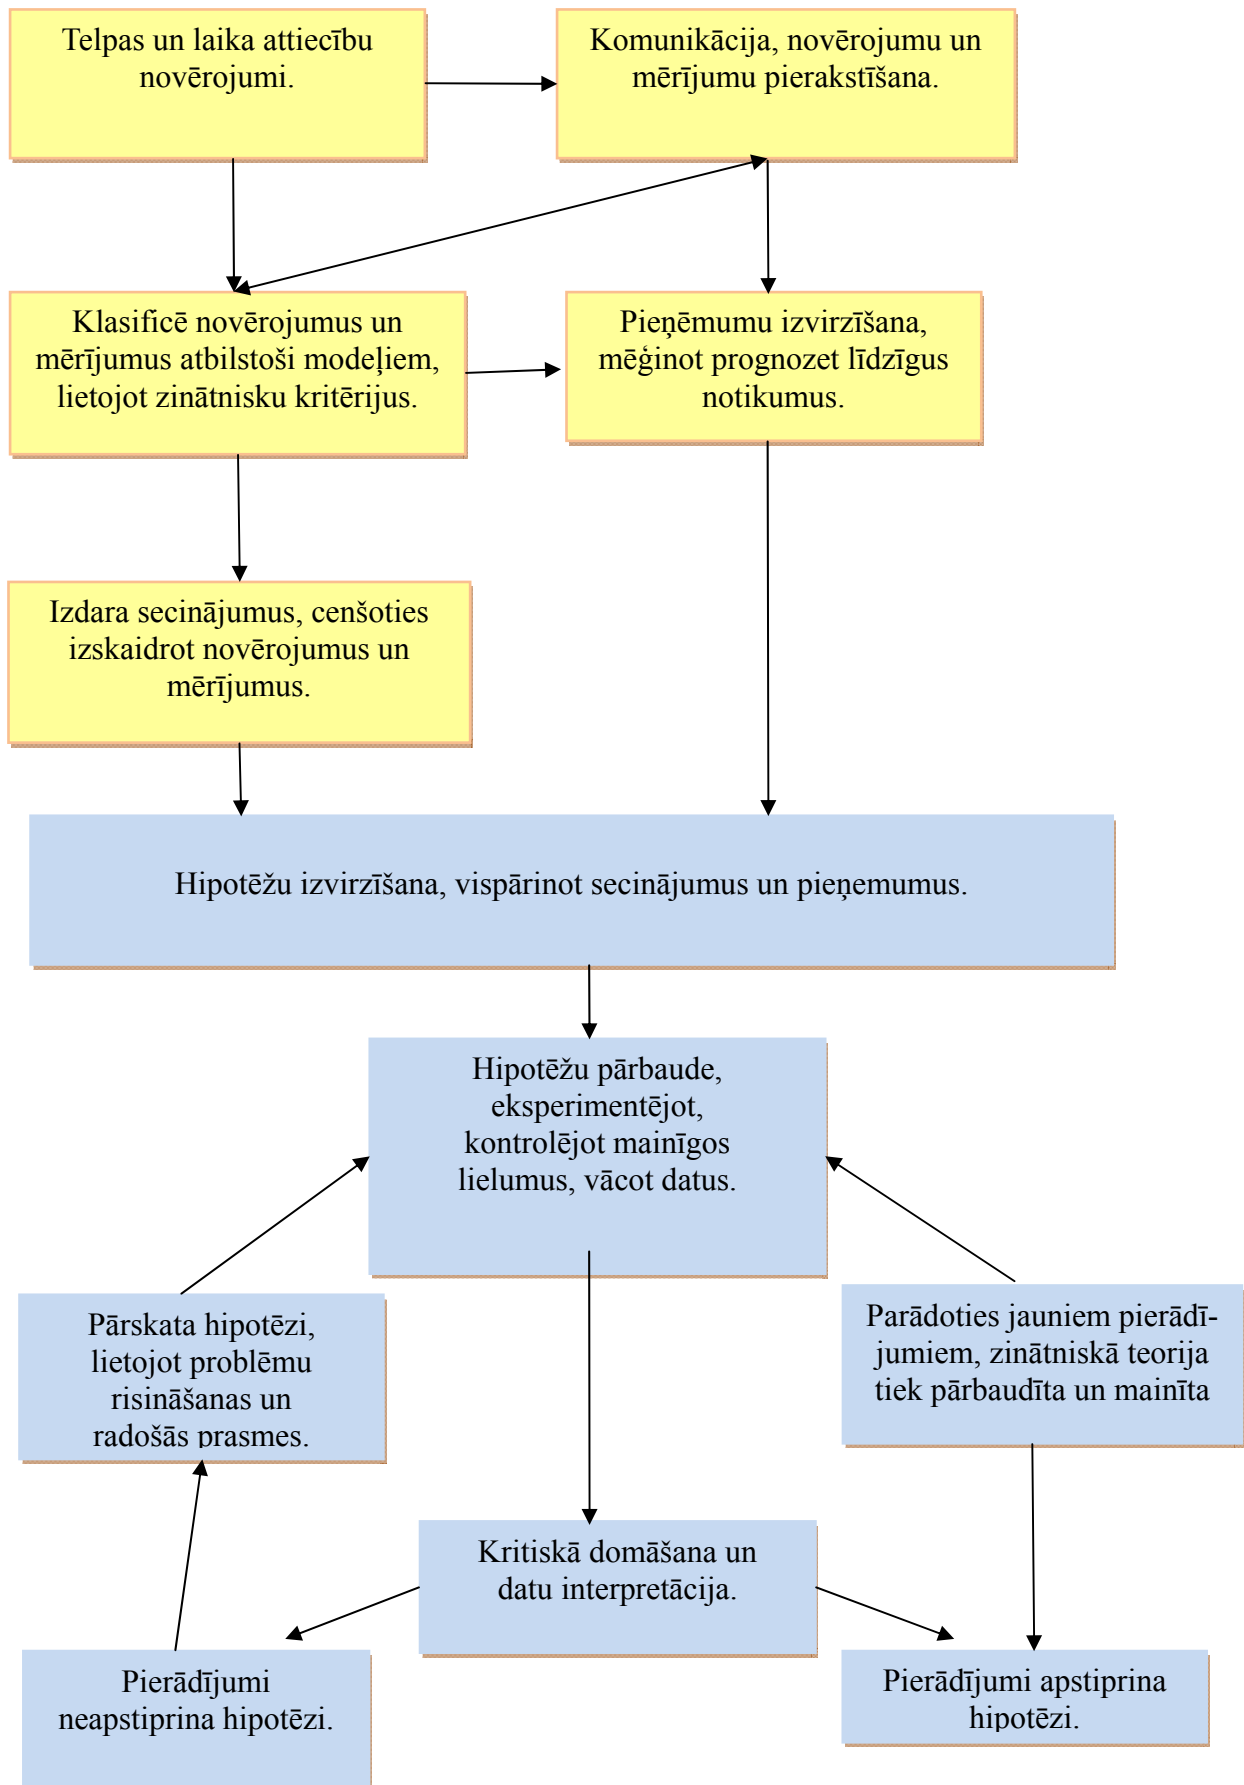 Telpas un laika attiecību
novērojumi.
Komunikācija, novērojumu un
mērījumu pierakstīšana.
Klasificē novērojumus un
mērījumus atbilstoši modeļiem,
lietojot zinātnisku kritērijus.
Pieņēmumu izvirzīšana,
mēģinot prognozet līdzīgus
notikumus.
Izdara secinājumus, cenšoties
izskaidrot novērojumus un
mērījumus.
Hipotēžu izvirzīšana, vispārinot secinājumus un pieņemumus.
Hipotēžu pārbaude,
eksperimentējot,
kontrolējot mainīgos
lielumus, vācot datus.
Pārskata hipotēzi,
lietojot problēmu
risināšanas un
radošās prasmes.
Parādoties jauniem pierādī-
jumiem, zinātniskā teorija
tiek pārbaudīta un mainīta
Kritiskā domāšana un
datu interpretācija.
Pierādījumi
neapstiprina hipotēzi.
Pierādījumi apstiprina
hipotēzi.